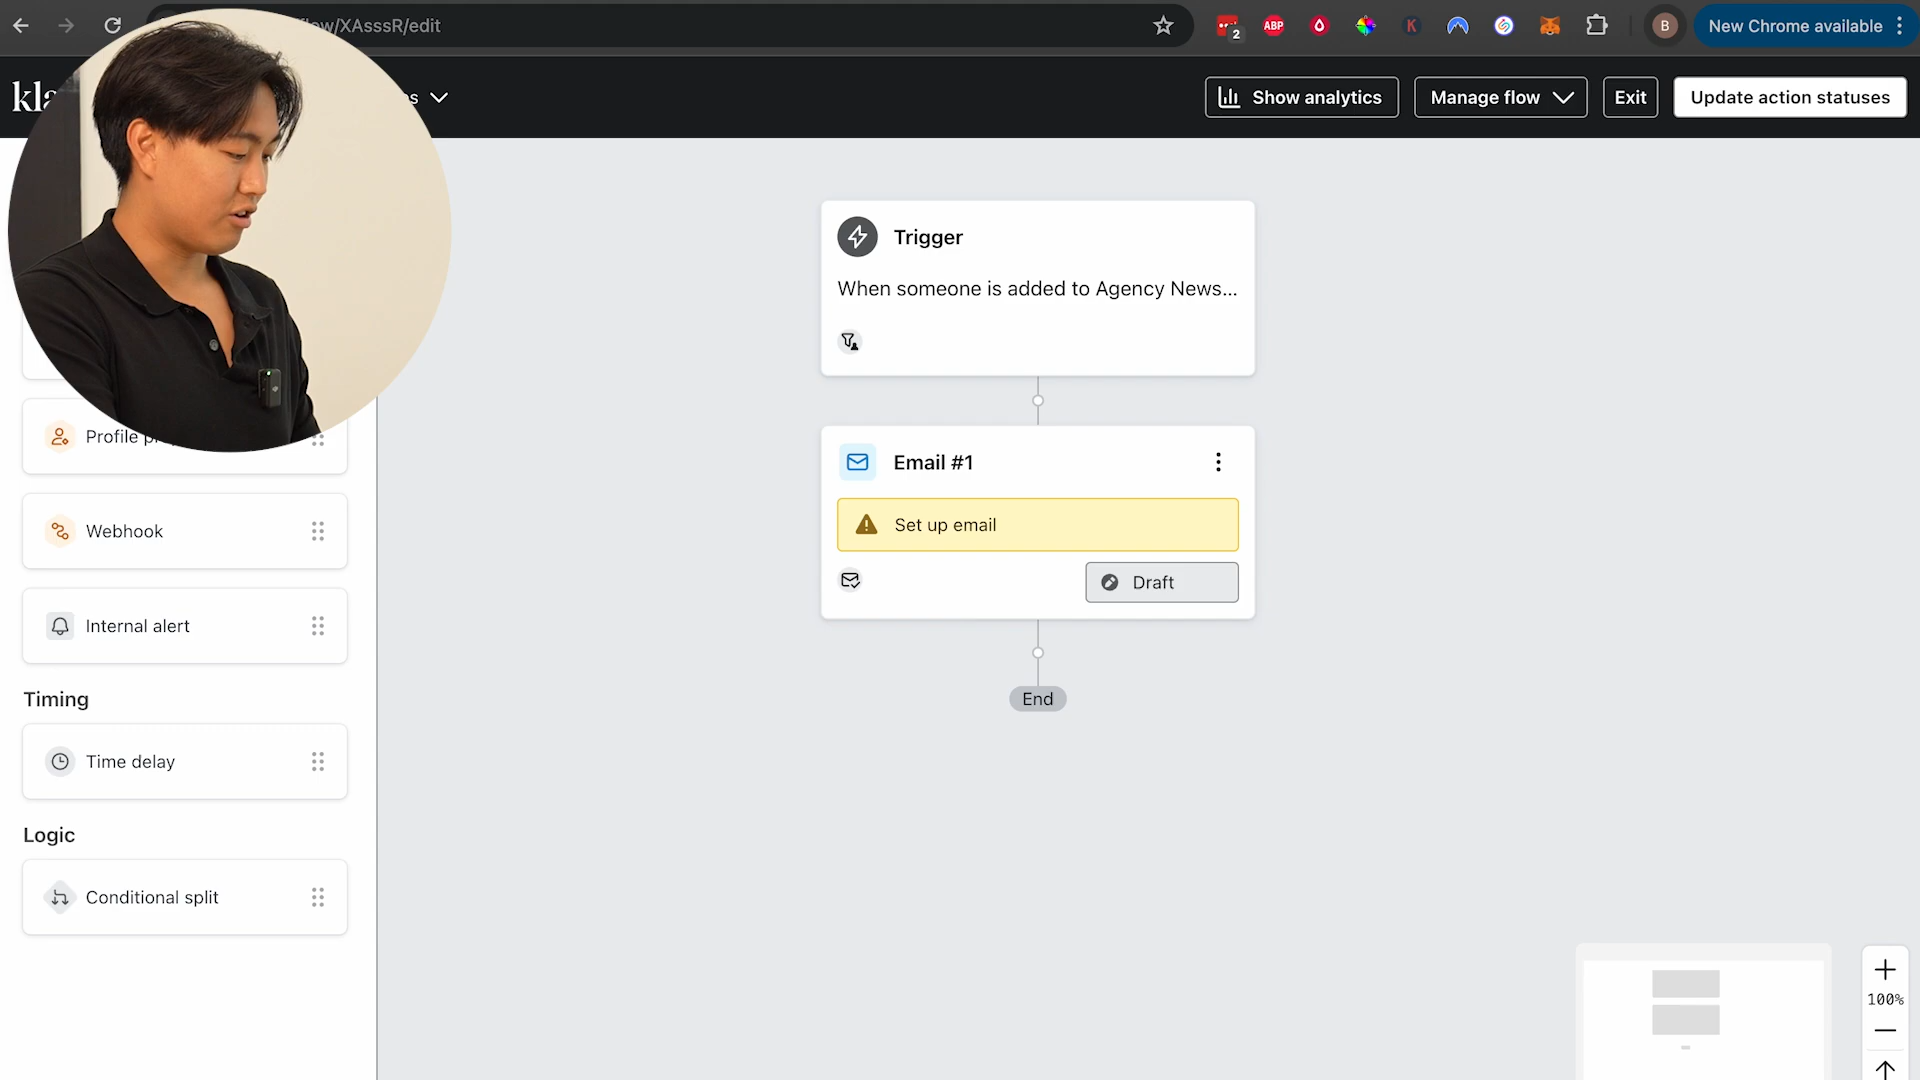 /XAsssR/edit
2
ABP
K
B
New Chrome available
kla
s
Show analytics
Manage flow
Exit
Update action statuses
Trigger
When someone is added to Agency News...
Email #1
Set up email
Draft
End
Profile
Webhook
Internal alert
Timing
Time delay
Logic
Conditional split
100%